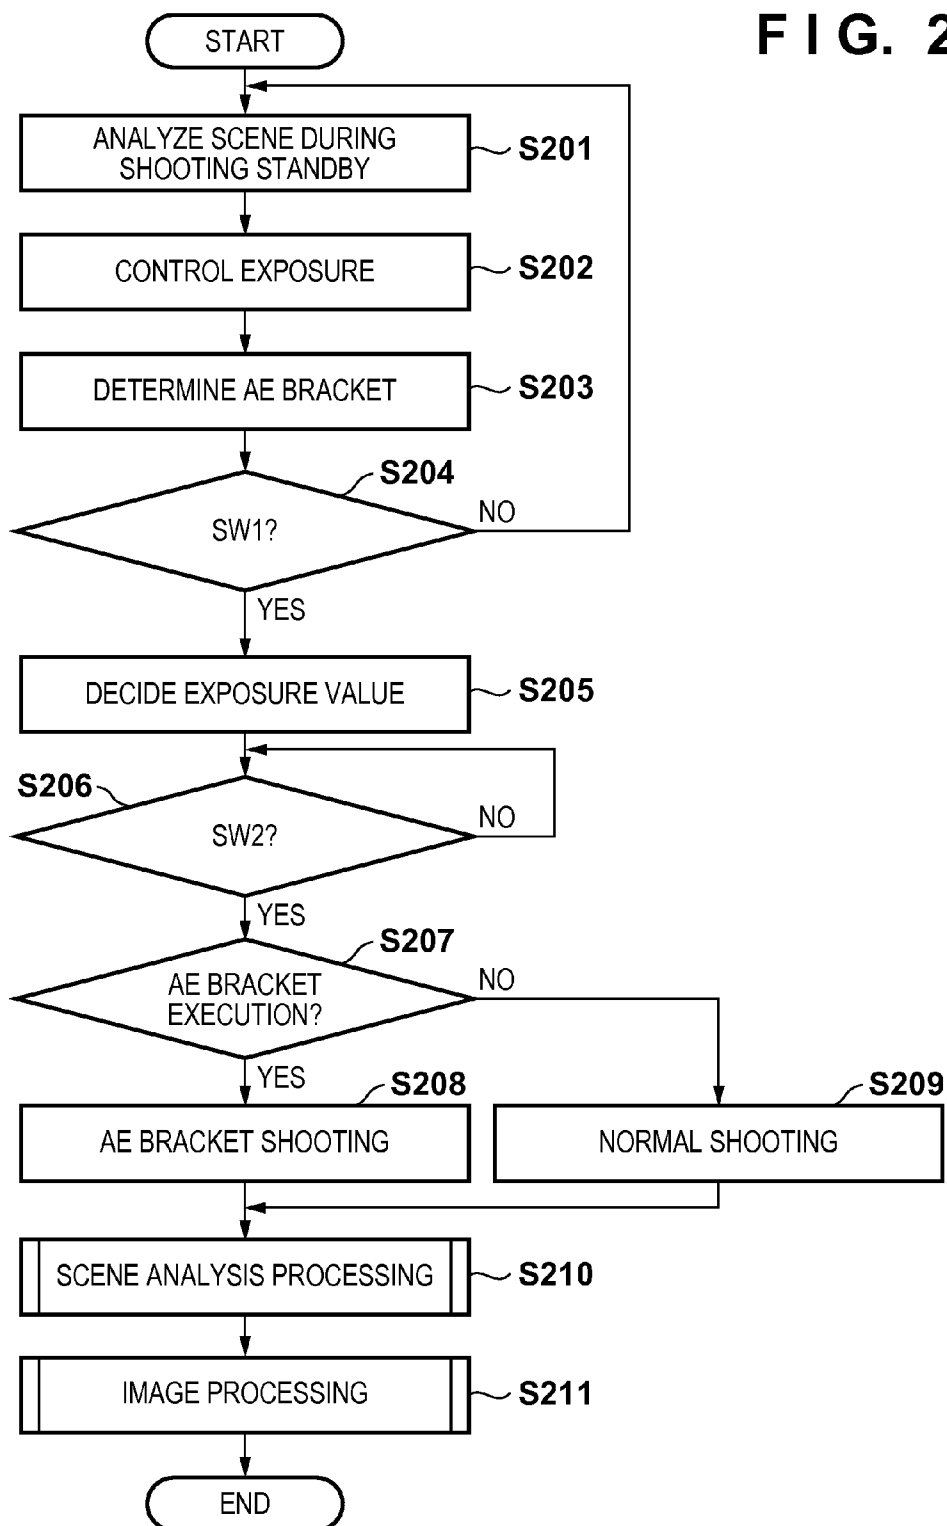 F I G. 2
START
ANALYZE SCENE DURING
SHOOTING STANDBY
S201
CONTROL EXPOSURE
S202
DETERMINE AE BRACKET
S203
S204
SW1?
NO
YES
DECIDE EXPOSURE VALUE
S205
S206
SW2?
NO
YES
S207
AE BRACKET
EXECUTION?
NO
YES
S208
AE BRACKET SHOOTING
S209
NORMAL SHOOTING
SCENE ANALYSIS PROCESSING
S210
IMAGE PROCESSING
S211
END